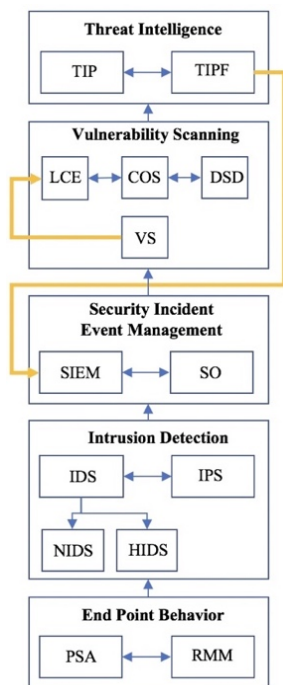 Threat Intelligence
TIP TIPF
Vulnerability Scanning
LCE COS DSD
VS
Security Incident
Event Management
SIEM SO
Intrusion Detection
IDS IPS
NIDS HIDS
End Point Behavior
PSA RMM